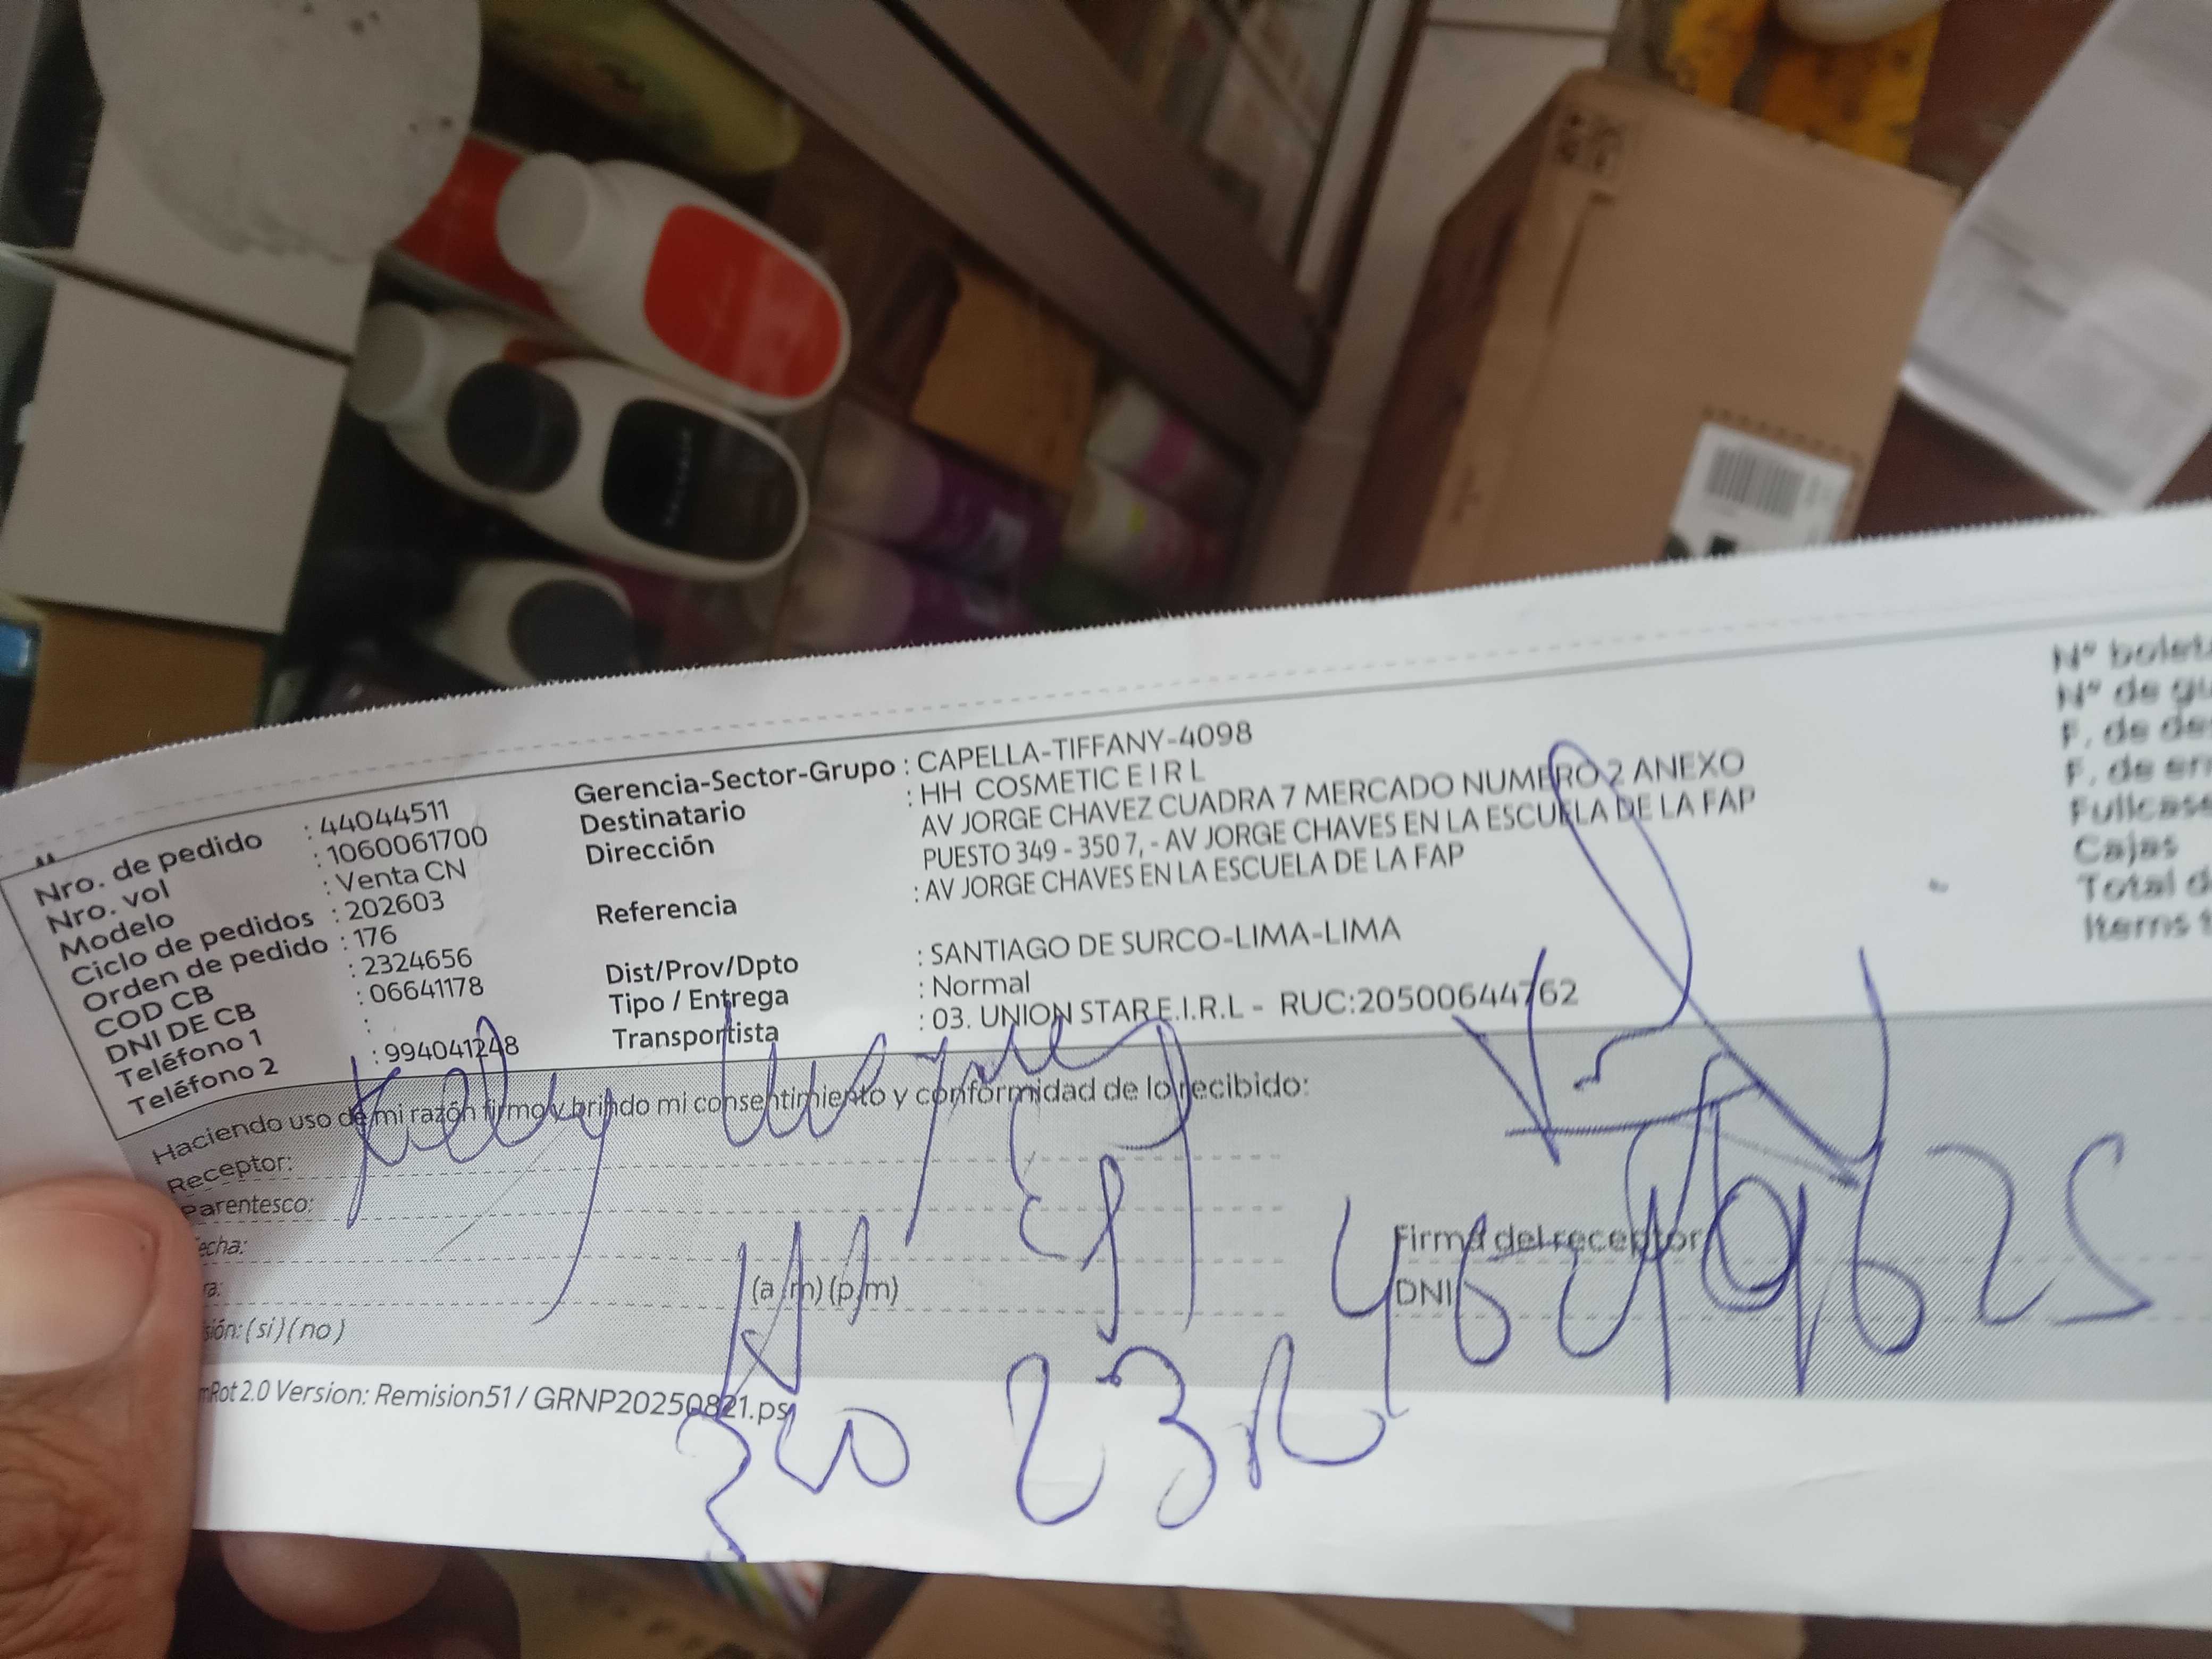 Nro. de pedido : 44044511
Nro. vol : 1060061700
Modelo : Venta CN
Ciclo de pedidos : 202603
Orden de pedido : 176
COD CB : 2324656
DNI DE CB : 06641178
Teléfono 1 :
Teléfono 2 : 994041248
Gerencia-Sector-Grupo : CAPELLA-TIFFANY-4098
Destinatario : HH COSMETIC E I R L
Dirección AV JORGE CHAVEZ CUADRA 7 MERCADO NUMERO 2 ANEXO
PUESTO 349 - 350 7, - AV JORGE CHAVES EN LA ESCUELA DE LA FAP
Referencia : AV JORGE CHAVES EN LA ESCUELA DE LA FAP
Dist/Prov/Dpto : SANTIAGO DE SURCO-LIMA-LIMA
Tipo / Entrega : Normal
Transportista : 03. UNION STAR E.I.R.L - RUC:20500644762
N° bolet
N° de gu
F. de de
F. de en
Fullcase
Cajas
Total d
Items
Haciendo uso de mi razón firmo y brindo mi consentimiento y conformidad de lo recibido:
Receptor: Kelly
Parentesco:
echa:
ra: (a/m) (p/m)
sión: (si) (no)
Firma del receptor
DNI
mRot 2.0 Version: Remision51 / GRNP20250821.ps